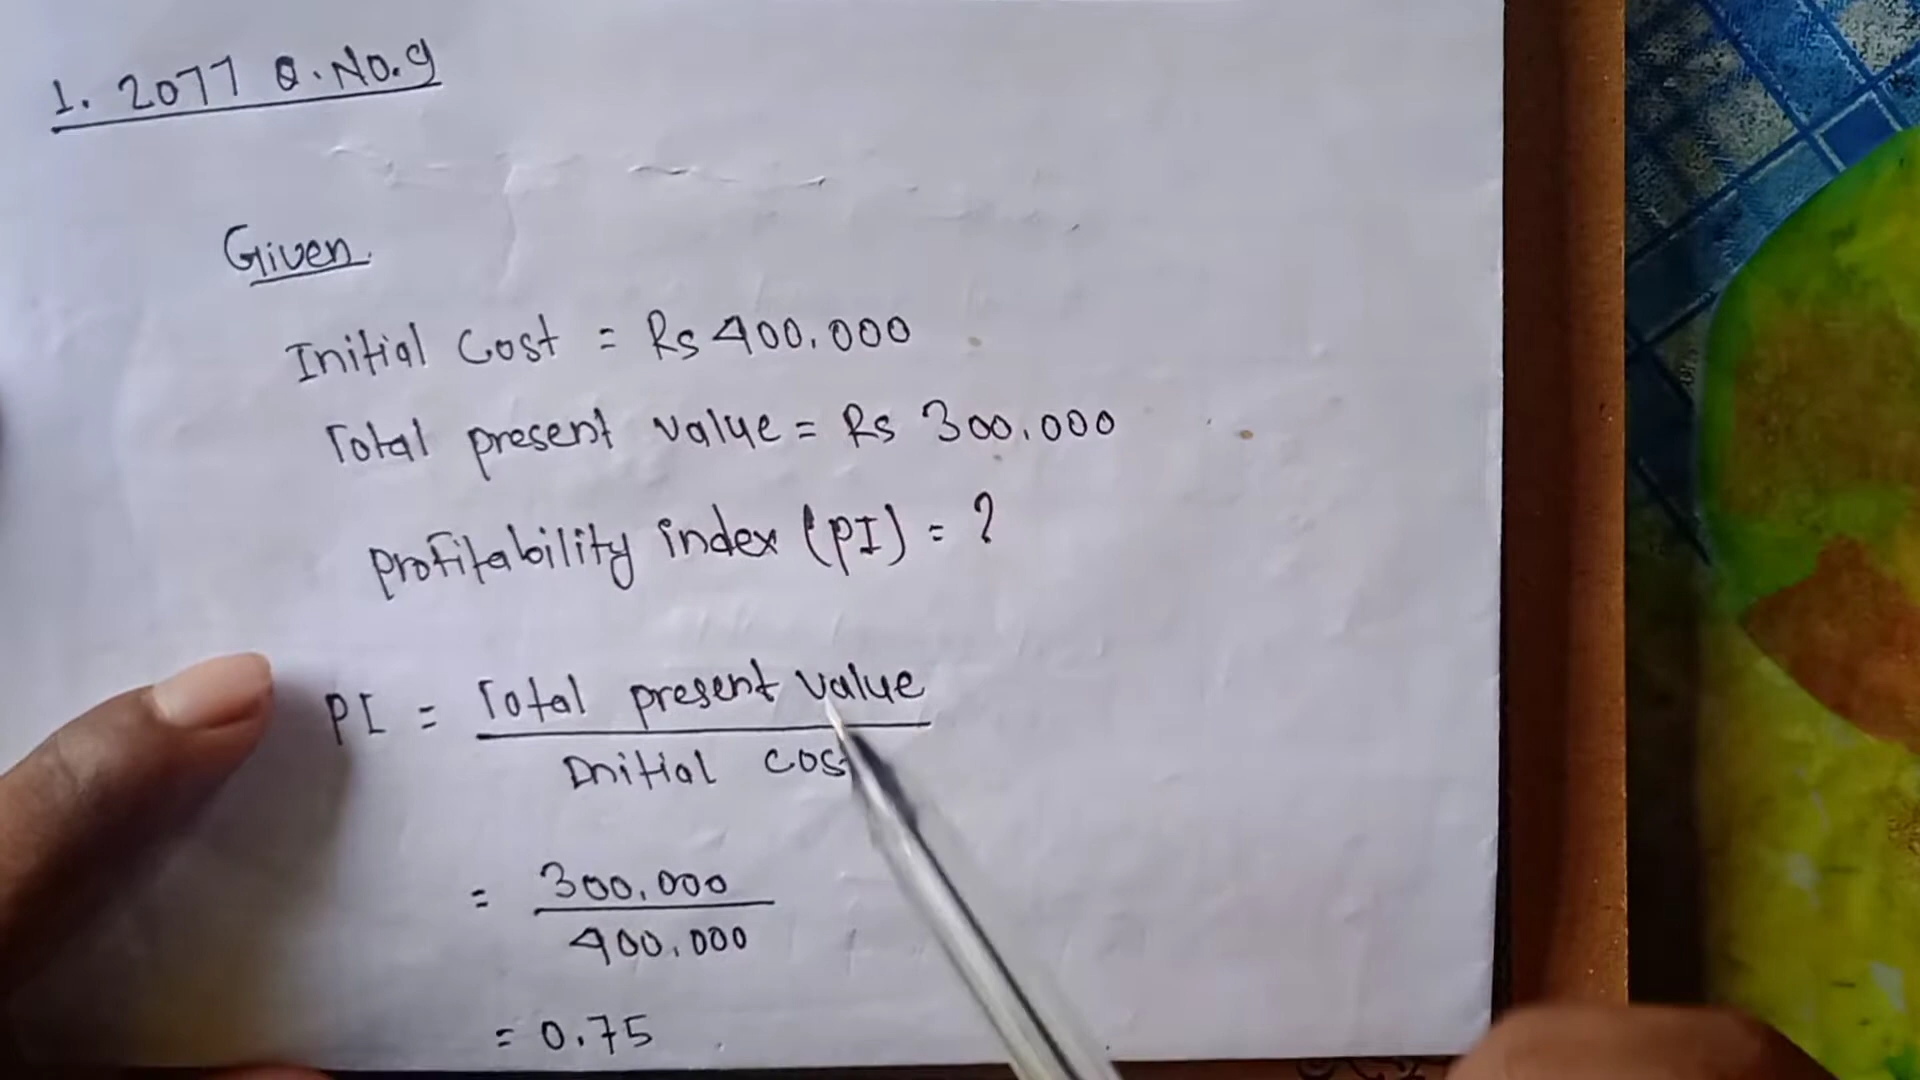 1. 2077 Q.No.9
Given
Initial Cost = Rs 400,000
Total present value = Rs 300,000
profitability index (PI) = ?
PI = Total present value
Initial cost
= 300,000
400,000
= 0.75